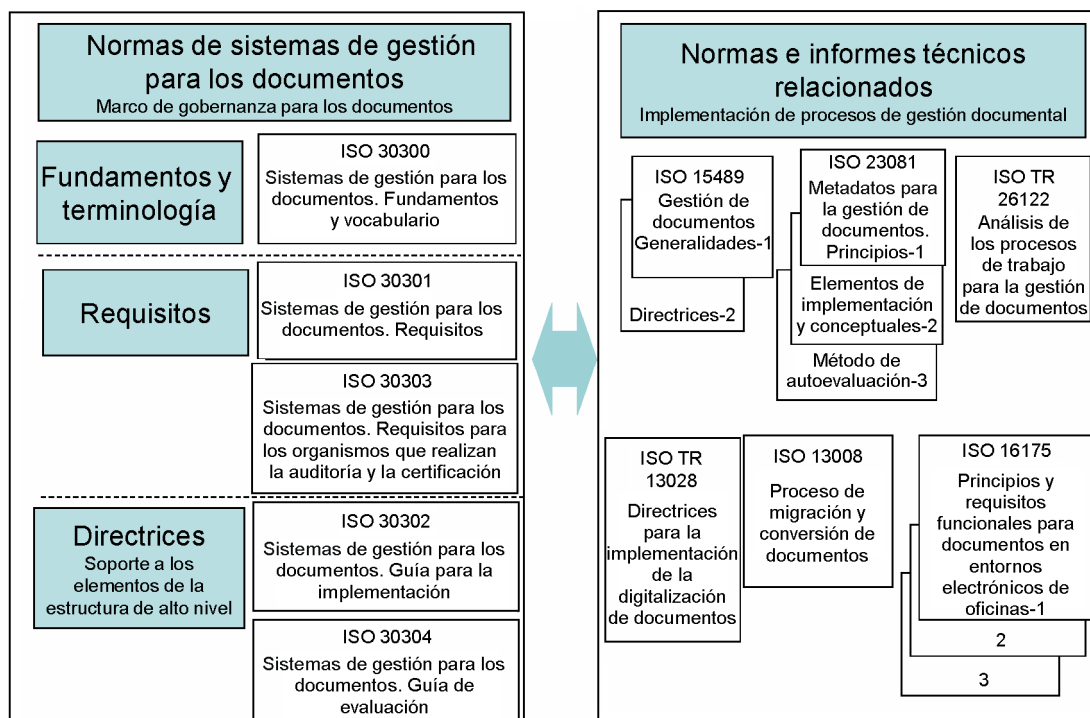 Normas de sistemas de gestión
para los documentos
Marco de gobernanza para los documentos
Fundamentos y
terminología
ISO 30300
Sistemas de gestión para los
documentos. Fundamentos
y vocabulario
Requisitos
ISO 30301
Sistemas de gestión para los
documentos. Requisitos
ISO 30303
Sistemas de gestión para los
documentos. Requisitos para
los organismos que realizan
la auditoría y la certificación
Directrices
Soporte a los
elementos de la
estructura de alto nivel
ISO 30302
Sistemas de gestión para los
documentos. Guía para la
implementación
ISO 30304
Sistemas de gestión para los
documentos. Guía de
evaluación
Normas e informes técnicos
relacionados
Implementación de procesos de gestión documental
ISO 15489
Gestión de
documentos
Generalidades-1
Directrices-2
ISO 23081
Metadatos para
la gestión de
documentos.
Principios-1
Elementos de
implementación
y conceptuales-2
Método de
autoevaluación-3
ISO TR
26122
Análisis de
los procesos
de trabajo
para la gestión
de documentos
ISO TR
13028
Directrices
para la
implementación
de la
digitalización
de documentos
ISO 13008
Proceso de
migración y
conversión de
documentos
ISO 16175
Principios y
requisitos
funcionales para
documentos en
entornos
electrónicos de
oficinas-1
2
3